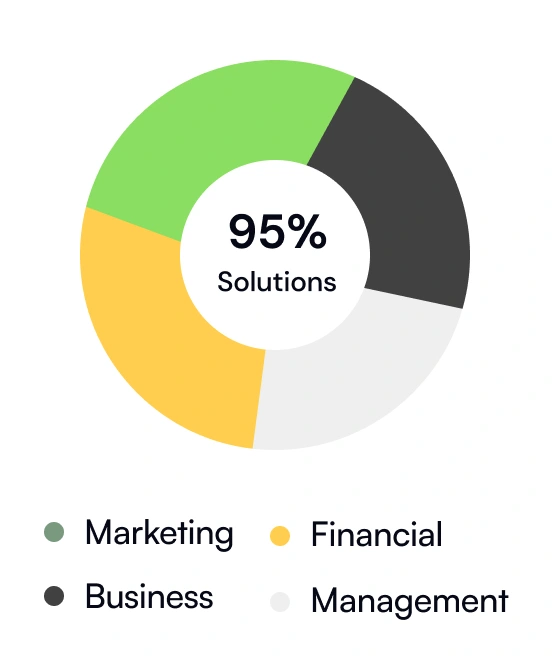 95%
Solutions
Marketing
Financial
Business
Management